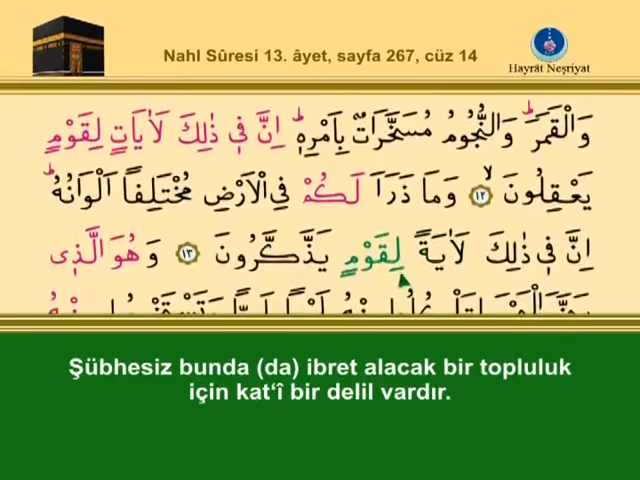 Nahl Sûresi 13. âyet, sayfa 267, cüz 14
Hayrât Neşriyat
وَالْقَمَرَۜ وَالنُّجُومُ مُسَخَّرَاتٌ بِاَمْرِه۪ۜ اِنَّ ف۪ي ذٰلِكَ لَاٰيَاتٍ لِقَوْمٍ
يَعْقِلُونَۙ ﴿١٢﴾ وَمَا ذَرَاَ لَكُمْ فِي الْاَرْضِ مُخْتَلِفاً اَلْوَانُهُۜ
اِنَّ ف۪ي ذٰلِكَ لَاٰيَةً لِقَوْمٍ يَذَّكَّرُونَ ﴿١٣﴾ وَهُوَ الَّذ۪ي
Şübhesiz bunda (da) ibret alacak bir topluluk
için kat‘î bir delil vardır.